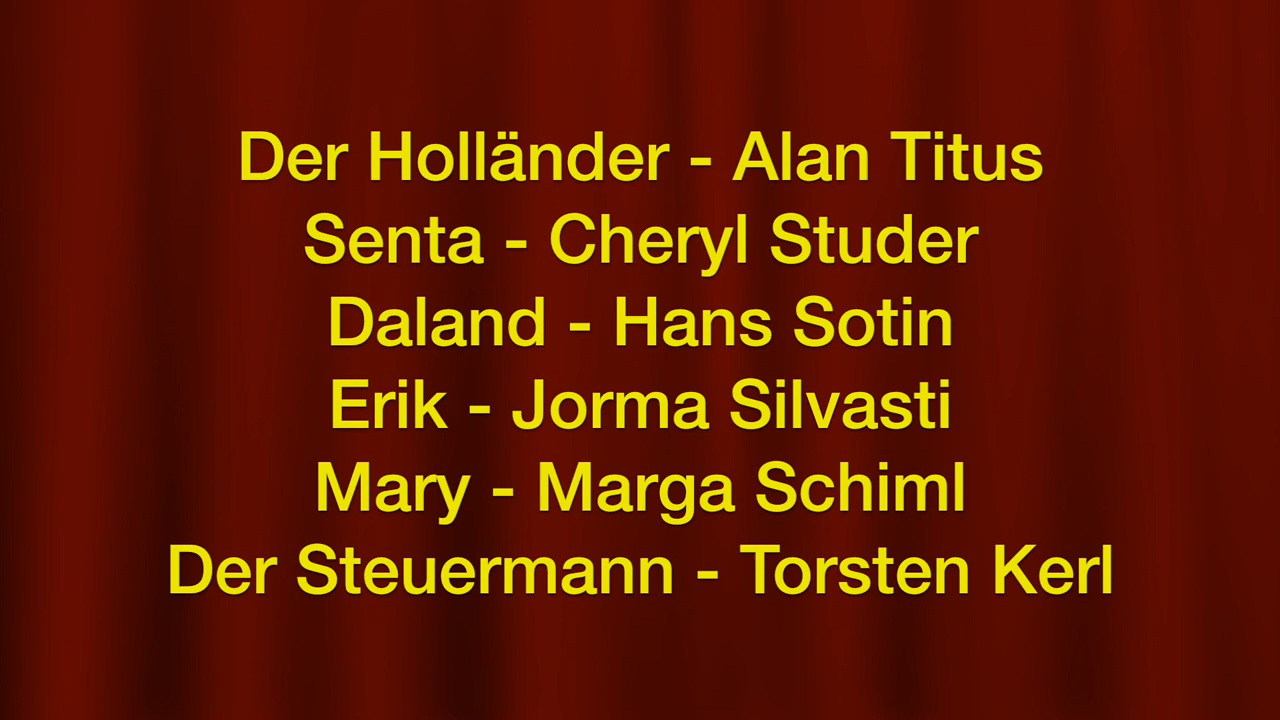 Der Holländer - Alan Titus
Senta - Cheryl Studer
Daland - Hans Sotin
Erik - Jorma Silvasti
Mary - Marga Schiml
Der Steuermann - Torsten Kerl